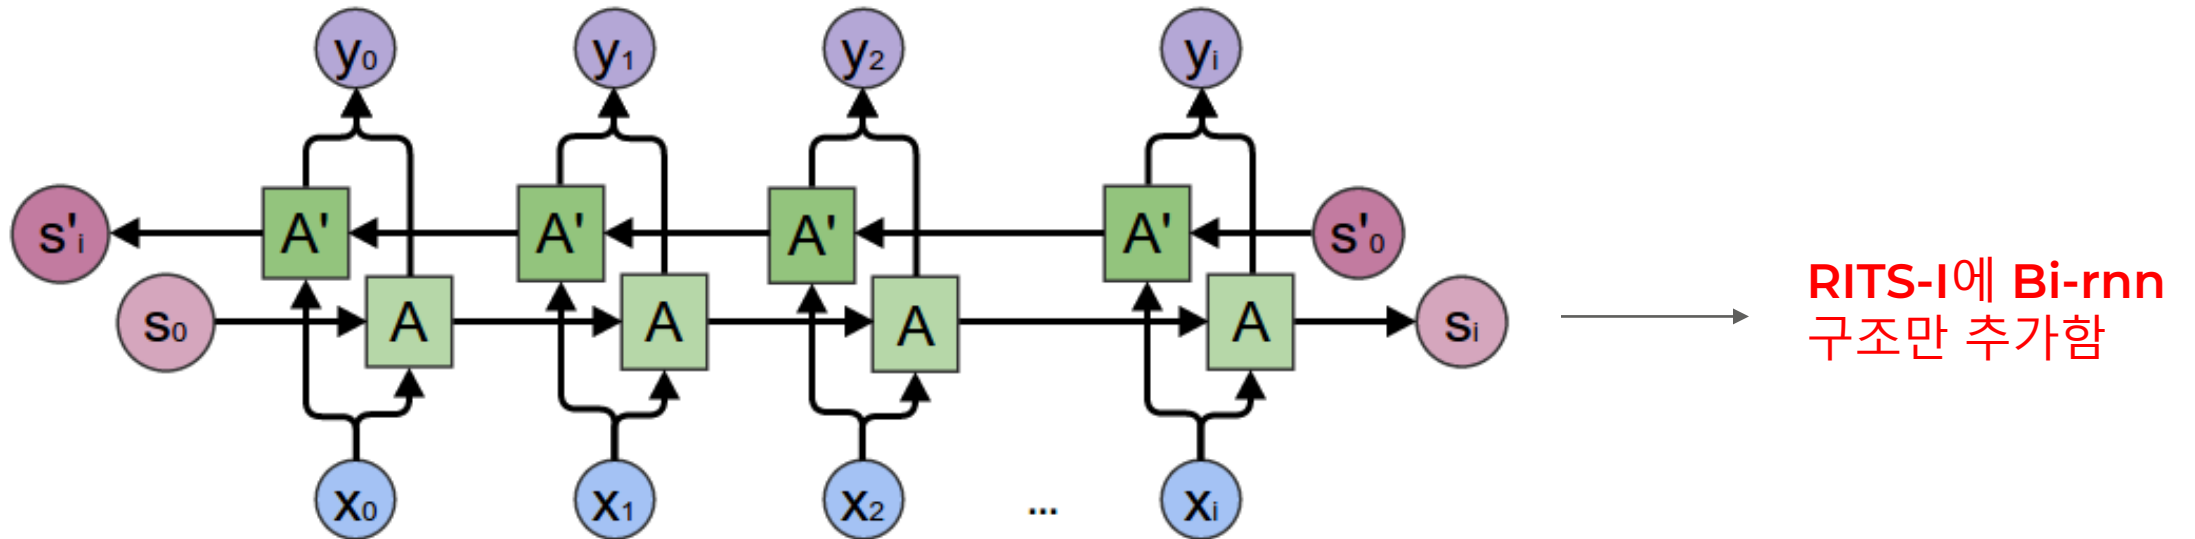 y₀ y₁ y₂ yᵢ
s'ᵢ A' A' A' A' s'₀
s₀ A A A A sᵢ
x₀ x₁ x₂ ... xᵢ
RITS-I에 Bi-rnn
구조만 추가함